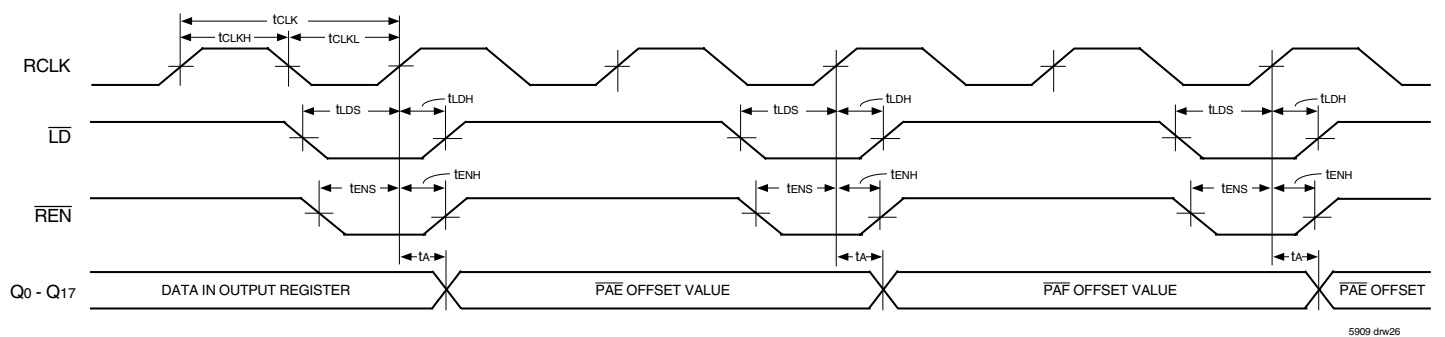 tCLK
tCLKH
tCLKL
RCLK
tLDS
tLDH
tLDS
tLDH
tLDS
tLDH
LD
tENS
tENH
tENS
tENH
tENS
tENH
REN
tA
tA
tA
Q0 - Q17
DATA IN OUTPUT REGISTER
PAE OFFSET VALUE
PAF OFFSET VALUE
PAE OFFSET
5909 drw26